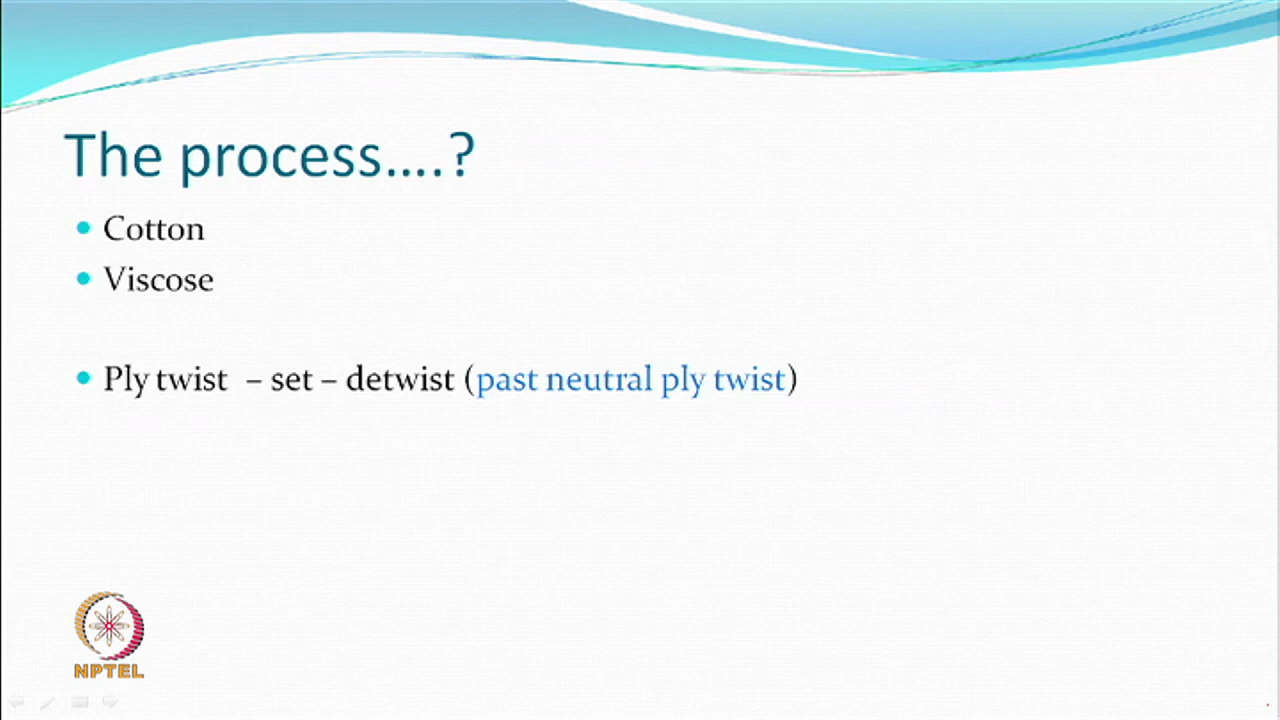 The process....?
Cotton
Viscose
Ply twist – set – detwist (past neutral ply twist)
NPTEL